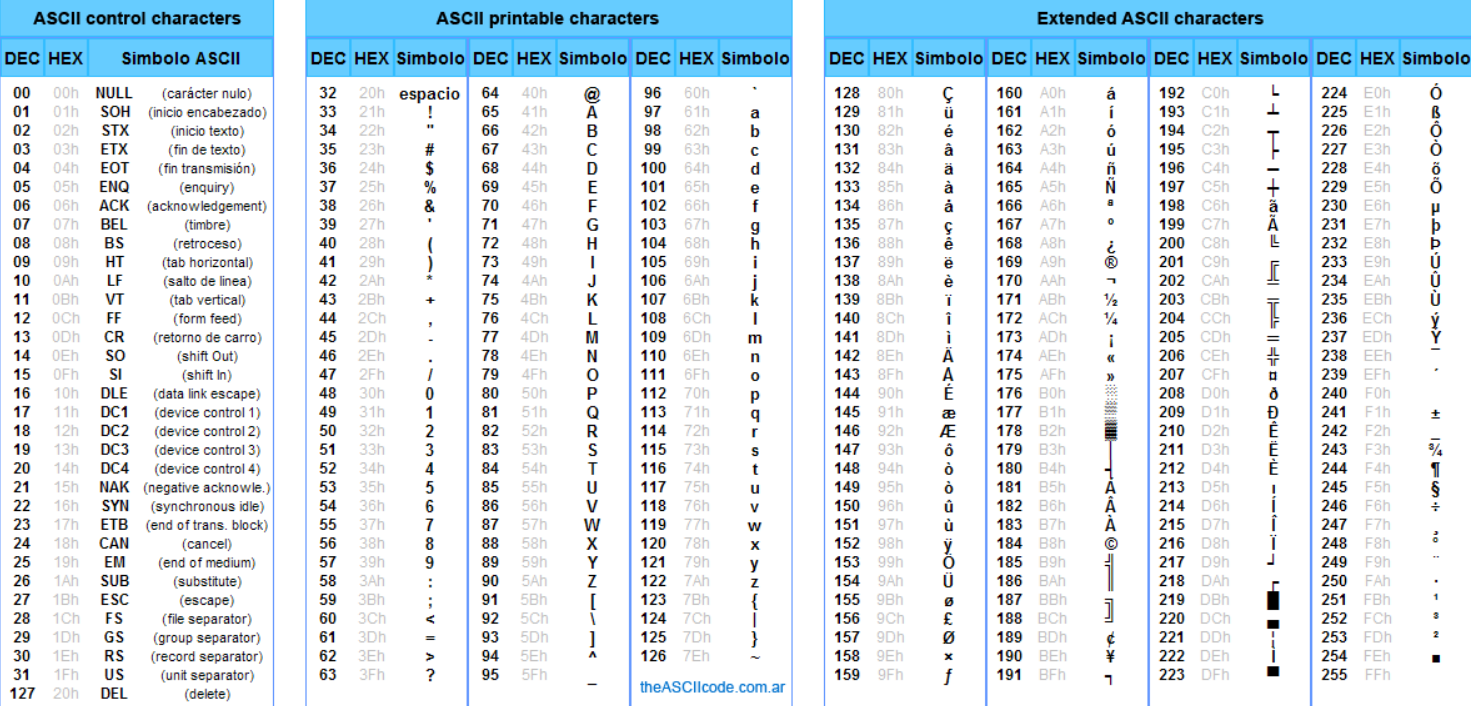 ASCII control characters ASCII printable characters Extended ASCII characters
DEC HEX Simbolo ASCII DEC HEX Simbolo DEC HEX Simbolo DEC HEX Simbolo DEC HEX Simbolo DEC HEX Simbolo DEC HEX Simbolo DEC HEX Simbolo
00 00h NULL (carácter nulo) 32 20h espacio 64 40h @ 96 60h ` 128 80h Ç 160 A0h á 192 C0h └ 224 E0h Ó
01 01h SOH (inicio encabezado) 33 21h ! 65 41h A 97 61h a 129 81h ü 161 A1h í 193 C1h ┴ 225 E1h ß
02 02h STX (inicio texto) 34 22h " 66 42h B 98 62h b 130 82h é 162 A2h ó 194 C2h ┬ 226 E2h Ô
03 03h ETX (fin de texto) 35 23h # 67 43h C 99 63h c 131 83h â 163 A3h ú 195 C3h ├ 227 E3h Ò
04 04h EOT (fin transmisión) 36 24h $ 68 44h D 100 64h d 132 84h ä 164 A4h ñ 196 C4h ─ 228 E4h õ
05 05h ENQ (enquiry) 37 25h % 69 45h E 101 65h e 133 85h à 165 A5h Ñ 197 C5h ┼ 229 E5h Õ
06 06h ACK (acknowledgement) 38 26h & 70 46h F 102 66h f 134 86h å 166 A6h ª 198 C6h ã 230 E6h µ
07 07h BEL (timbre) 39 27h ' 71 47h G 103 67h g 135 87h ç 167 A7h º 199 C7h Ã 231 E7h þ
08 08h BS (retroceso) 40 28h ( 72 48h H 104 68h h 136 88h ê 168 A8h ¿ 200 C8h ╚ 232 E8h Þ
09 09h HT (tab horizontal) 41 29h ) 73 49h I 105 69h i 137 89h ë 169 A9h ® 201 C9h ╔ 233 E9h Ú
10 0Ah LF (salto de linea) 42 2Ah * 74 4Ah J 106 6Ah j 138 8Ah è 170 AAh ¬ 202 CAh ╩ 234 EAh Û
11 0Bh VT (tab vertical) 43 2Bh + 75 4Bh K 107 6Bh k 139 8Bh ï 171 ABh ½ 203 CBh ╦ 235 EBh Ù
12 0Ch FF (form feed) 44 2Ch , 76 4Ch L 108 6Ch l 140 8Ch î 172 ACh ¼ 204 CCh ╠ 236 ECh ý
13 0Dh CR (retorno de carro) 45 2Dh - 77 4Dh M 109 6Dh m 141 8Dh ì 173 ADh ¡ 205 CDh ═ 237 EDh Ý
14 0Eh SO (shift Out) 46 2Eh . 78 4Eh N 110 6Eh n 142 8Eh Ä 174 AEh « 206 CEh ╬ 238 EEh ¯
15 0Fh SI (shift In) 47 2Fh / 79 4Fh O 111 6Fh o 143 8Fh Å 175 AFh » 207 CFh ¤ 239 EFh ´
16 10h DLE (data link escape) 48 30h 0 80 50h P 112 70h p 144 90h É 176 B0h ░ 208 D0h ð 240 F0h
17 11h DC1 (device control 1) 49 31h 1 81 51h Q 113 71h q 145 91h æ 177 B1h ▒ 209 D1h Ð 241 F1h ±
18 12h DC2 (device control 2) 50 32h 2 82 52h R 114 72h r 146 92h Æ 178 B2h ▓ 210 D2h Ê 242 F2h ‗
19 13h DC3 (device control 3) 51 33h 3 83 53h S 115 73h s 147 93h ô 179 B3h │ 211 D3h Ë 243 F3h ¾
20 14h DC4 (device control 4) 52 34h 4 84 54h T 116 74h t 148 94h ò 180 B4h ┤ 212 D4h È 244 F4h ¶
21 15h NAK (negative acknowle.) 53 35h 5 85 55h U 117 75h u 149 95h ò 181 B5h Á 213 D5h ı 245 F5h §
22 16h SYN (synchronous idle) 54 36h 6 86 56h V 118 76h v 150 96h û 182 B6h Â 214 D6h Í 246 F6h ÷
23 17h ETB (end of trans. block) 55 37h 7 87 57h W 119 77h w 151 97h ù 183 B7h À 215 D7h Î 247 F7h ¸
24 18h CAN (cancel) 56 38h 8 88 58h X 120 78h x 152 98h ÿ 184 B8h © 216 D8h Ï 248 F8h °
25 19h EM (end of medium) 57 39h 9 89 59h Y 121 79h y 153 99h Ö 185 B9h ╣ 217 D9h ┘ 249 F9h ¨
26 1Ah SUB (substitute) 58 3Ah : 90 5Ah Z 122 7Ah z 154 9Ah Ü 186 BAh ║ 218 DAh ┌ 250 FAh ·
27 1Bh ESC (escape) 59 3Bh ; 91 5Bh [ 123 7Bh { 155 9Bh ø 187 BBh ╗ 219 DBh █ 251 FBh ¹
28 1Ch FS (file separator) 60 3Ch < 92 5Ch \ 124 7Ch | 156 9Ch £ 188 BCh ╝ 220 DCh ▄ 252 FCh ³
29 1Dh GS (group separator) 61 3Dh = 93 5Dh ] 125 7Dh } 157 9Dh Ø 189 BDh ¢ 221 DDh ¦ 253 FDh ²
30 1Eh RS (record separator) 62 3Eh > 94 5Eh ^ 126 7Eh ~ 158 9Eh × 190 BEh ¥ 222 DEh Ì 254 FEh ■
31 1Fh US (unit separator) 63 3Fh ? 95 5Fh _ theASCIIcode.com.ar 159 9Fh ƒ 191 BFh ┐ 223 DFh ▀ 255 FFh
127 20h DEL (delete)